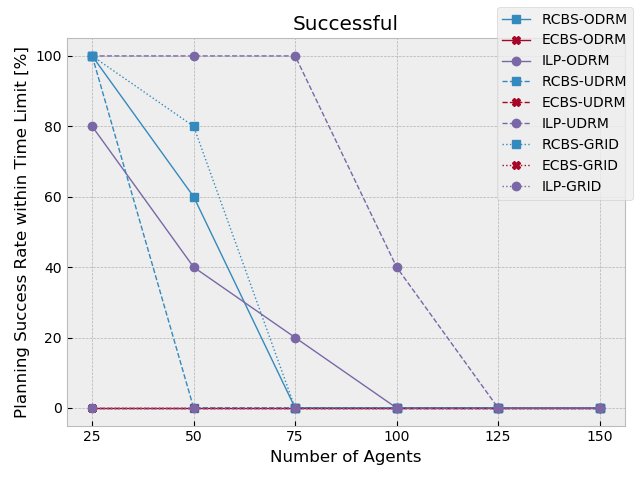 Successful
RCBS-ODRM
ECBS-ODRM
ILP-ODRM
RCBS-UDRM
ECBS-UDRM
ILP-UDRM
RCBS-GRID
ECBS-GRID
ILP-GRID
Planning Success Rate within Time Limit [%]
100
80
60
40
20
0
25 50 75 100 125 150
Number of Agents